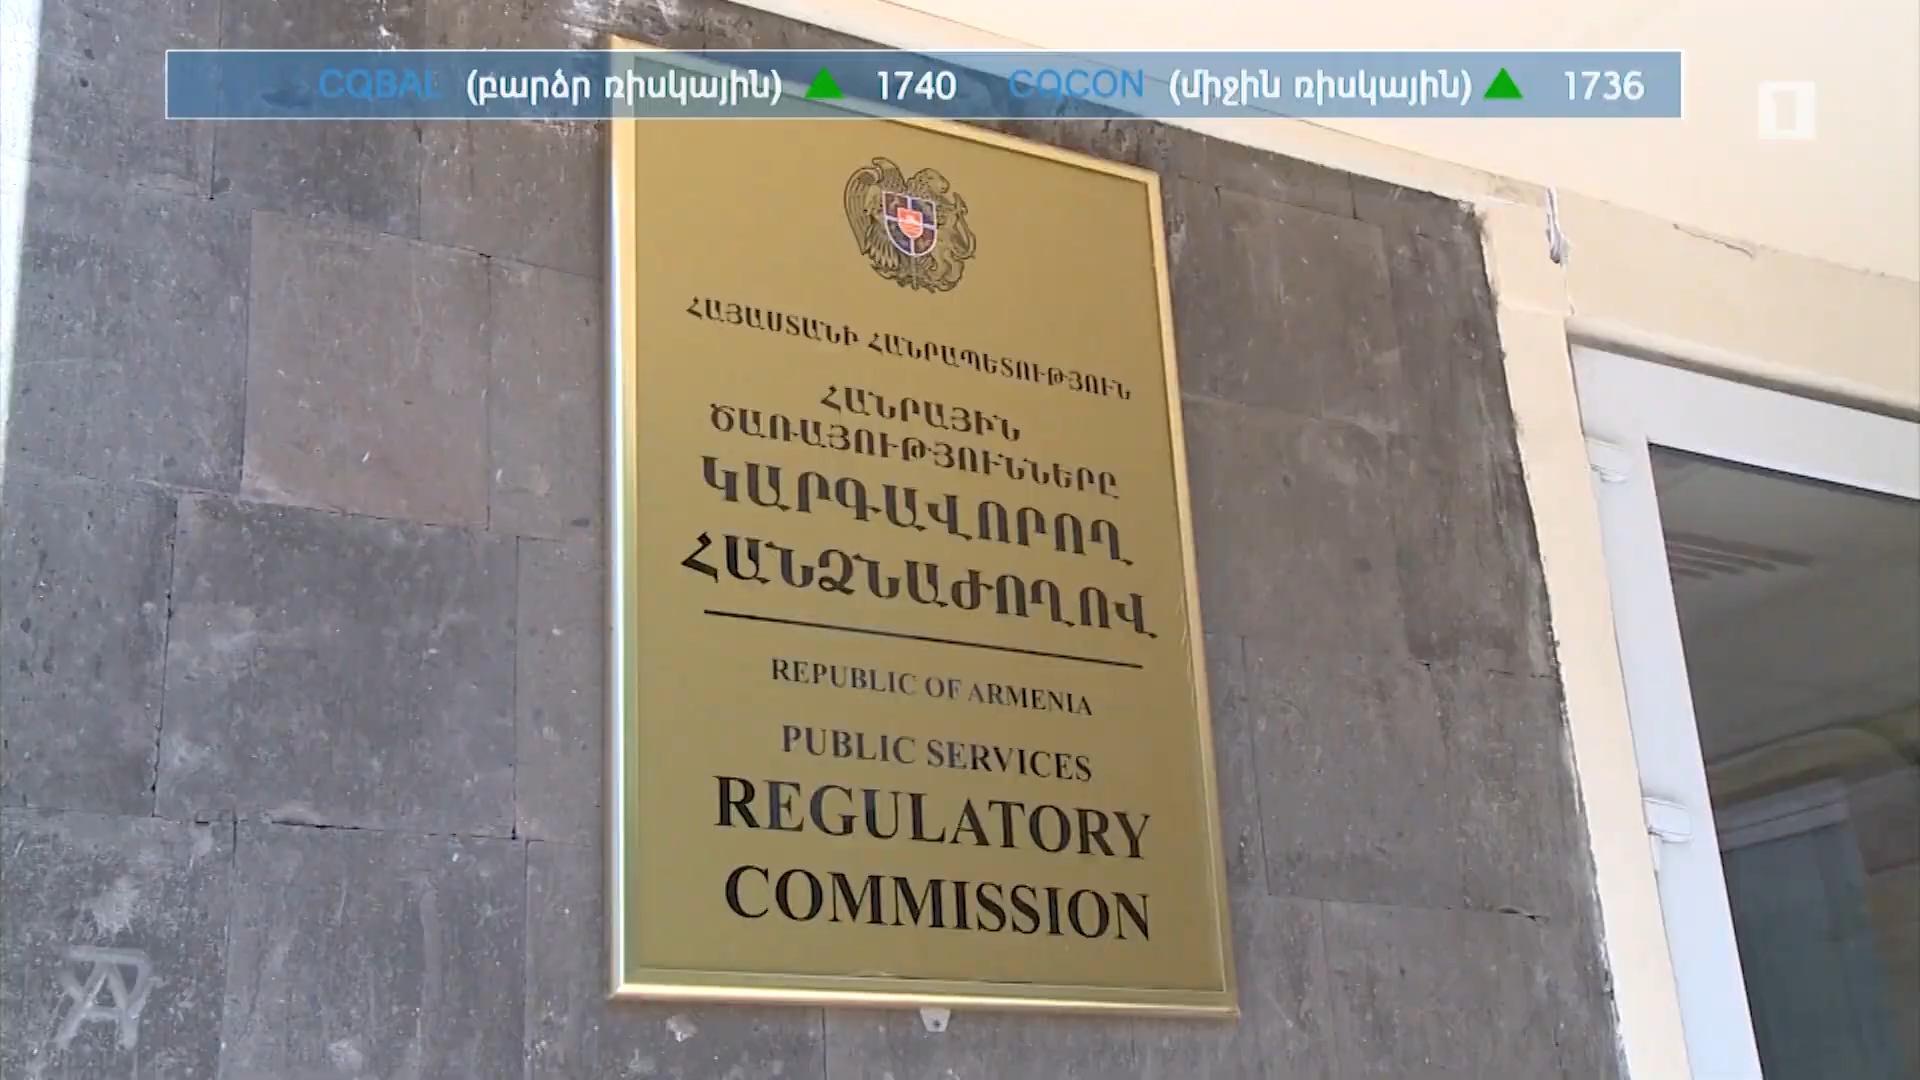 CQBAL (բարձր ռիսկային) ▲ 1740 CQCON (միջին ռիսկային) ▲ 1736
1
ՀԱՅԱՍՏԱՆԻ ՀԱՆՐԱՊԵՏՈՒԹՅՈՒՆ
ՀԱՆՐԱՅԻՆ
ԾԱՌԱՅՈՒԹՅՈՒՆՆԵՐԸ
ԿԱՐԳԱՎՈՐՈՂ
ՀԱՆՁՆԱԺՈՂՈՎ
REPUBLIC OF ARMENIA
PUBLIC SERVICES
REGULATORY
COMMISSION